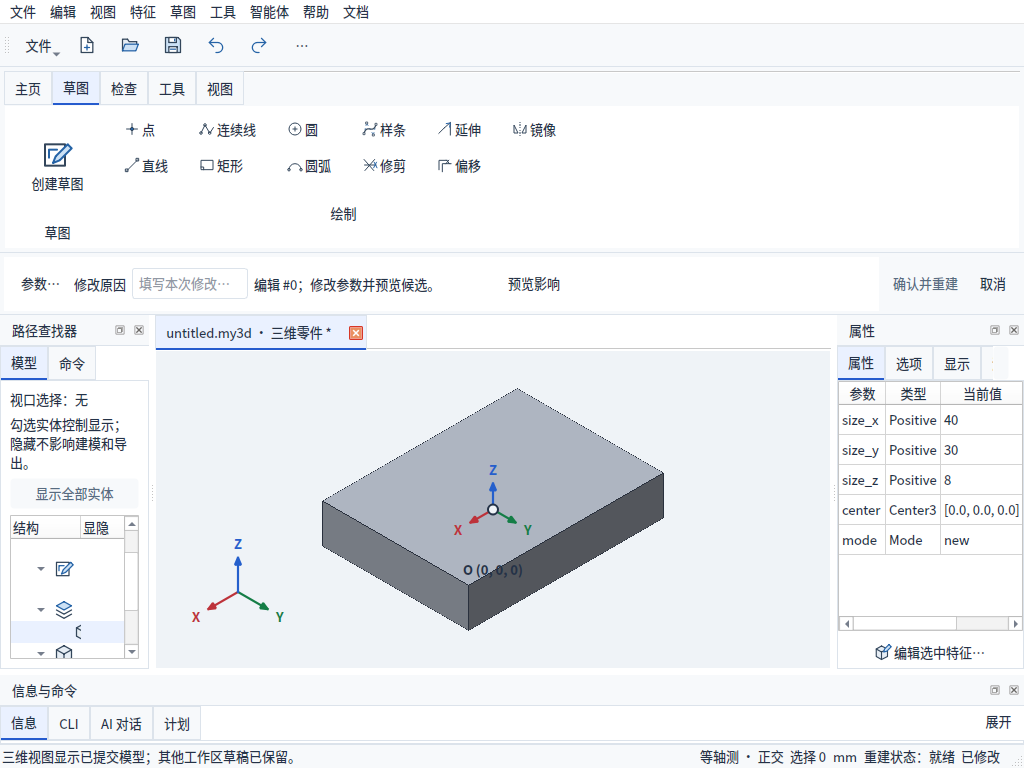 文件 编辑 视图 特征 草图 工具 智能体 帮助 文档
文件 ···
主页 草图 检查 工具 视图
点 连续线 圆 样条 延伸 镜像
创建草图 直线 矩形 圆弧 修剪 偏移
绘制
草图
参数··· 修改原因 填写本次修改··· 编辑 #0；修改参数并预览候选。 预览影响 确认并重建 取消
路径查找器
untitled.my3d · 三维零件 *
属性
模型 命令
属性 选项 显示
视口选择：无
勾选实体控制显示；
隐藏不影响建模和导
出。
显示全部实体
结构 显隐
参数 类型 当前值
size_x Positive 40
size_y Positive 30
size_z Positive 8
center Center3 [0.0, 0.0, 0.0]
mode Mode new
Z
X Y
O (0, 0, 0)
Z
X Y
编辑选中特征···
信息与命令
信息 CLI AI 对话 计划 展开
三维视图显示已提交模型；其他工作区草稿已保留。 等轴测 · 正交 选择 0 mm 重建状态：就绪 已修改